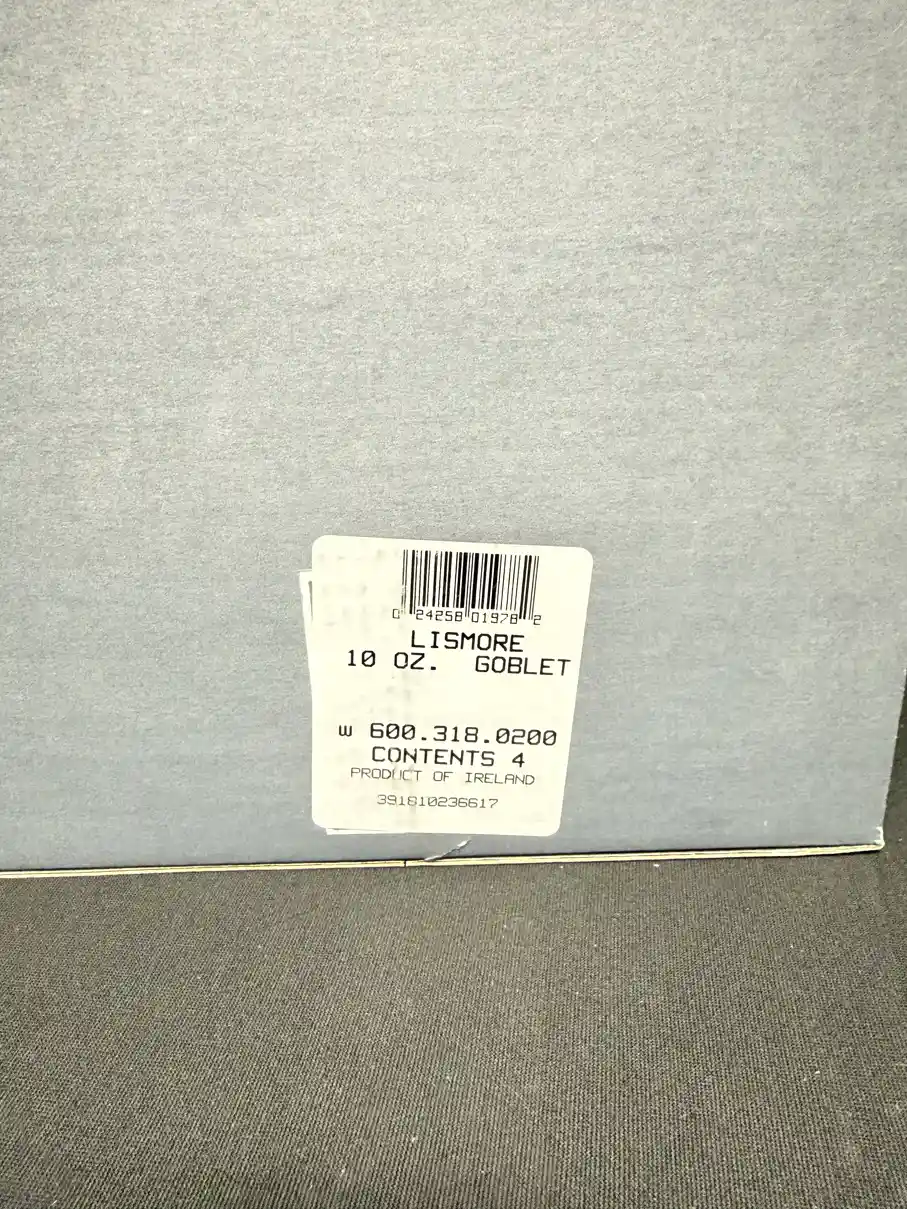 0 24258 01978 2
LISMORE
10 OZ. GOBLET
W 600.318.0200
CONTENTS 4
PRODUCT OF IRELAND
391810236617